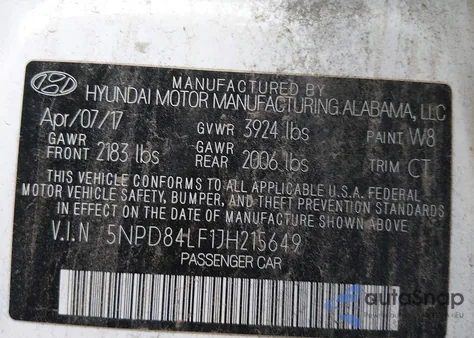 MANUFACTURED BY
HYUNDAI MOTOR MANUFACTURING ALABAMA, LLC
Apr/07/17 GVWR 3924 lbs PAINT W8
GAWR FRONT 2183 lbs GAWR REAR 2006 lbs TRIM CT
THIS VEHICLE CONFORMS TO ALL APPLICABLE U.S.A. FEDERAL
MOTOR VEHICLE SAFETY, BUMPER, AND THEFT PREVENTION STANDARDS
IN EFFECT ON THE DATE OF MANUFACTURE SHOWN ABOVE.
V.I.N 5NPD84LF1JH215649
PASSENGER CAR
autoSnap